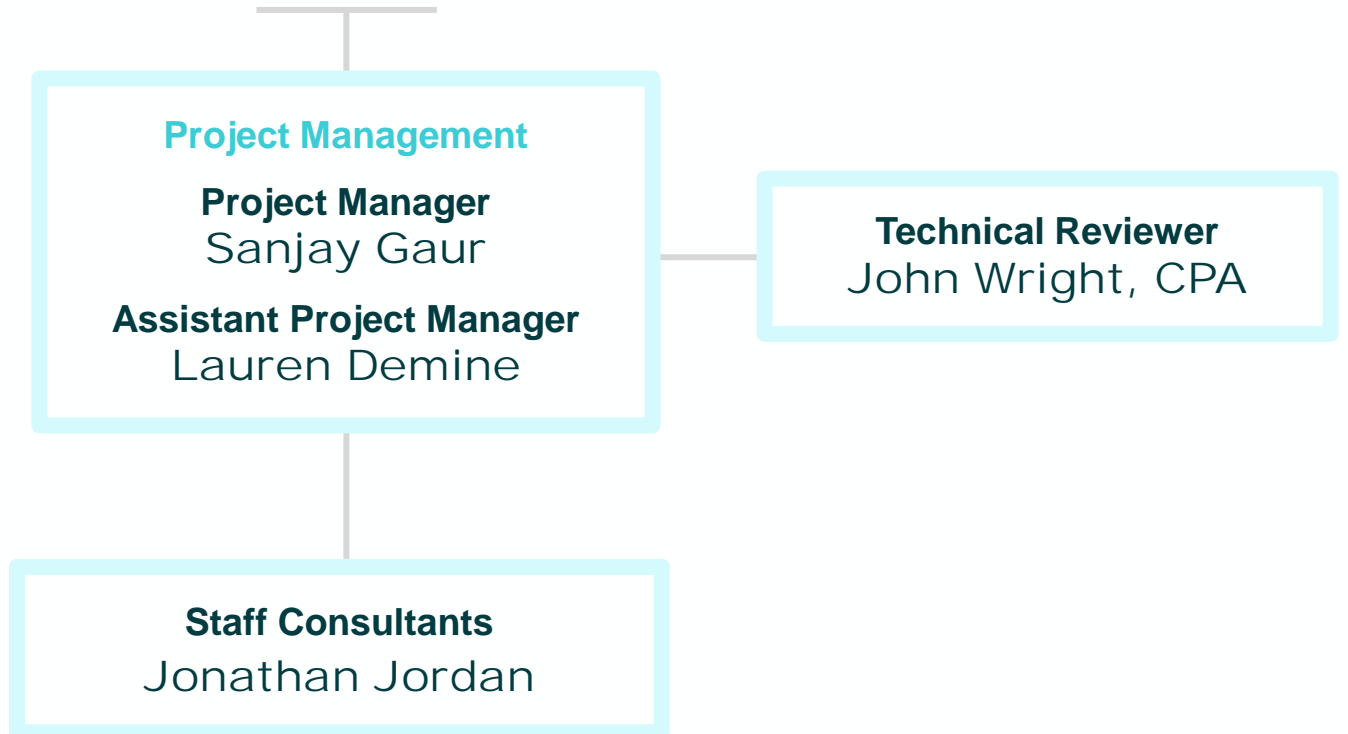 Project Management
Project Manager
Sanjay Gaur
Assistant Project Manager
Lauren Demine
Technical Reviewer
John Wright, CPA
Staff Consultants
Jonathan Jordan